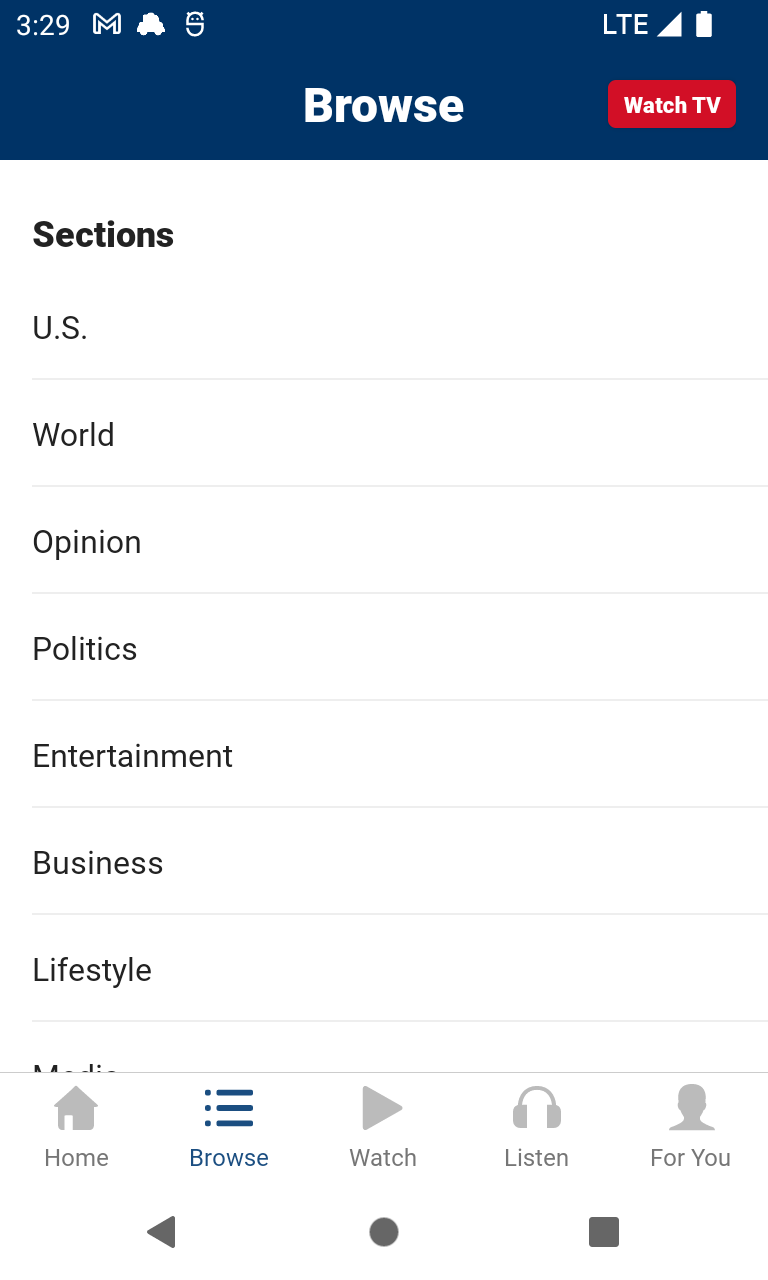 3:29
LTE
Browse
Watch TV
Sections
U.S.
World
Opinion
Politics
Entertainment
Business
Lifestyle
Media
Home
Browse
Watch
Listen
For You